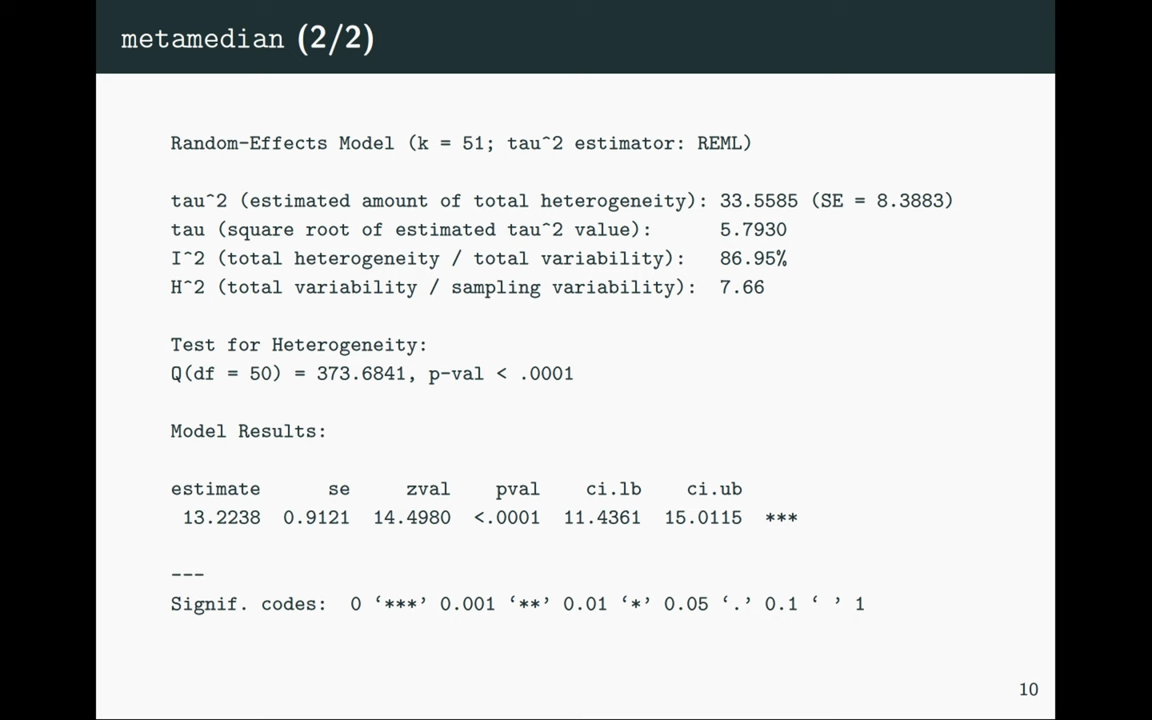 metamedian (2/2)
Random-Effects Model (k = 51; tau^2 estimator: REML)
tau^2 (estimated amount of total heterogeneity): 33.5585 (SE = 8.3883)
tau (square root of estimated tau^2 value): 5.7930
I^2 (total heterogeneity / total variability): 86.95%
H^2 (total variability / sampling variability): 7.66
Test for Heterogeneity:
Q(df = 50) = 373.6841, p-val < .0001
Model Results:
estimate se zval pval ci.lb ci.ub
13.2238 0.9121 14.4980 <.0001 11.4361 15.0115 ***
---
Signif. codes: 0 ‘***’ 0.001 ‘**’ 0.01 ‘*’ 0.05 ‘.’ 0.1 ‘ ’ 1
10